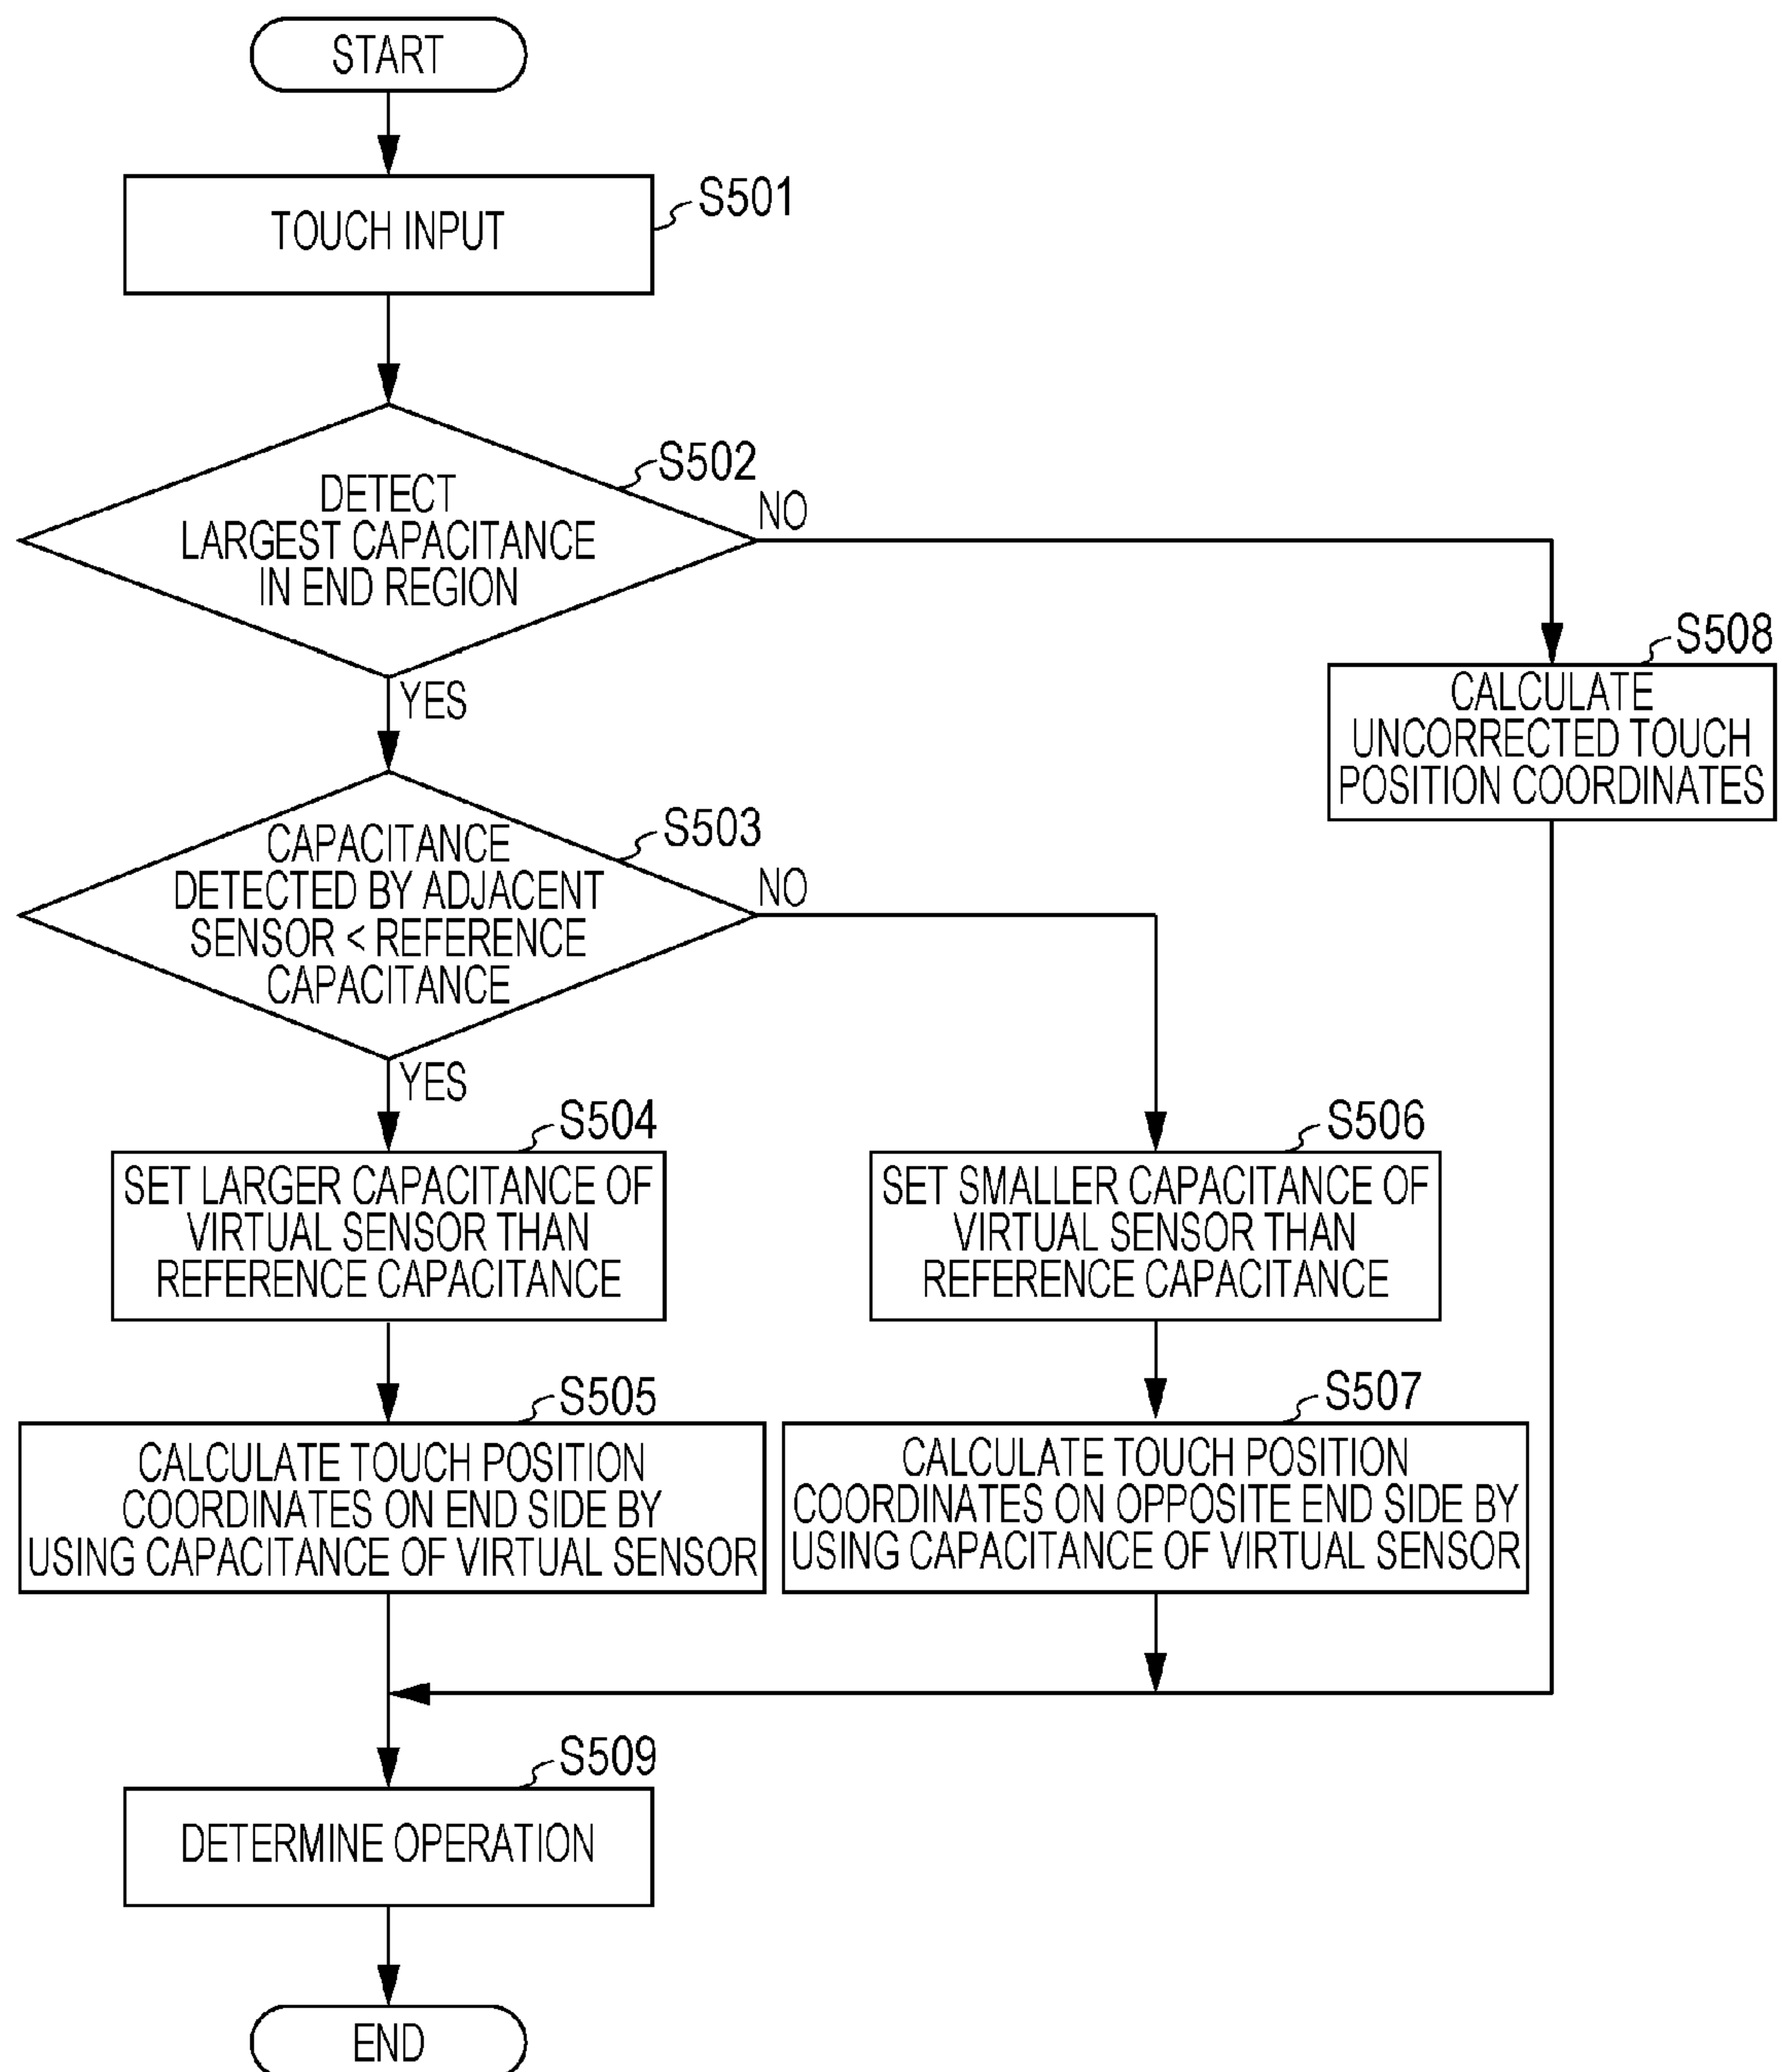 START
S501
TOUCH INPUT
S502
DETECT
LARGEST CAPACITANCE
IN END REGION
NO
YES
S508
CALCULATE
UNCORRECTED TOUCH
POSITION COORDINATES
S503
CAPACITANCE
DETECTED BY ADJACENT
SENSOR < REFERENCE
CAPACITANCE
NO
YES
S504
SET LARGER CAPACITANCE OF
VIRTUAL SENSOR THAN
REFERENCE CAPACITANCE
S506
SET SMALLER CAPACITANCE OF
VIRTUAL SENSOR THAN
REFERENCE CAPACITANCE
S505
CALCULATE TOUCH POSITION
COORDINATES ON END SIDE BY
USING CAPACITANCE OF VIRTUAL SENSOR
S507
CALCULATE TOUCH POSITION
COORDINATES ON OPPOSITE END SIDE BY
USING CAPACITANCE OF VIRTUAL SENSOR
S509
DETERMINE OPERATION
END